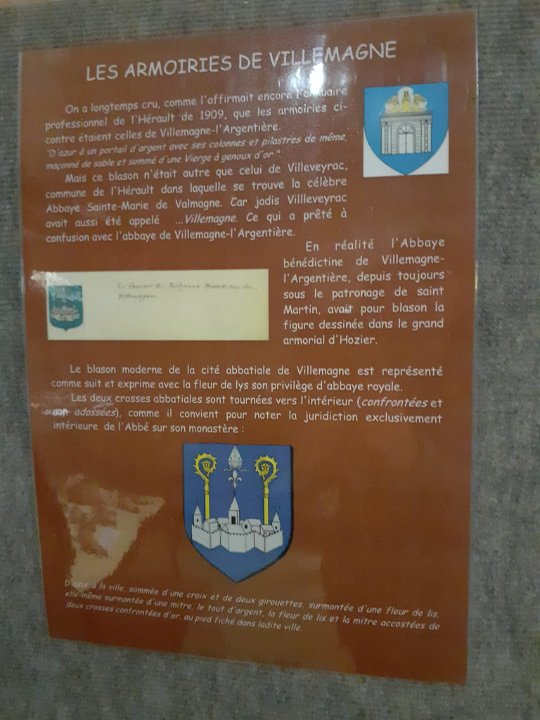 LES ARMOIRIES DE VILLEMAGNE
On a longtemps cru, comme l'affirmait encore l'annuaire
professionnel de l'Hérault de 1909, que les armoiries ci-
contre étaient celles de Villemagne-l'Argentière.
"D'azur à un portail d'argent avec ses colonnes et pilastres de même,
maçonné de sable et sommé d'une Vierge à genoux d'or."
Mais ce blason n'était autre que celui de Villeveyrac,
commune de l'Hérault dans laquelle se trouve la célèbre
Abbaye Sainte-Marie de Valmagne. Car jadis Villleveyrac
avait aussi été appelé ...Villemagne. Ce qui a prêté à
confusion avec l'abbaye de Villemagne-l'Argentière.
En réalité l'Abbaye
bénédictine de Villemagne-
l'Argentière, depuis toujours
sous le patronage de saint
Martin, avait pour blason la
figure dessinée dans le grand
armorial d'Hozier.
des Religieux Bénédictins de
Villemagne
Le blason moderne de la cité abbatiale de Villemagne est représenté
comme suit et exprime avec la fleur de lys son privilège d'abbaye royale.
Les deux crosses abbatiales sont tournées vers l'intérieur (confrontées et
non adossées), comme il convient pour noter la juridiction exclusivement
intérieure de l'Abbé sur son monastère :
D'azur à la ville, sommée d'une croix et de deux girouettes, surmontée d'une fleur de lis,
elle-même surmontée d'une mitre, le tout d'argent, la fleur de lis et la mitre accostées de
deux crosses confrontées d'or, au pied fiché dans ladite ville.